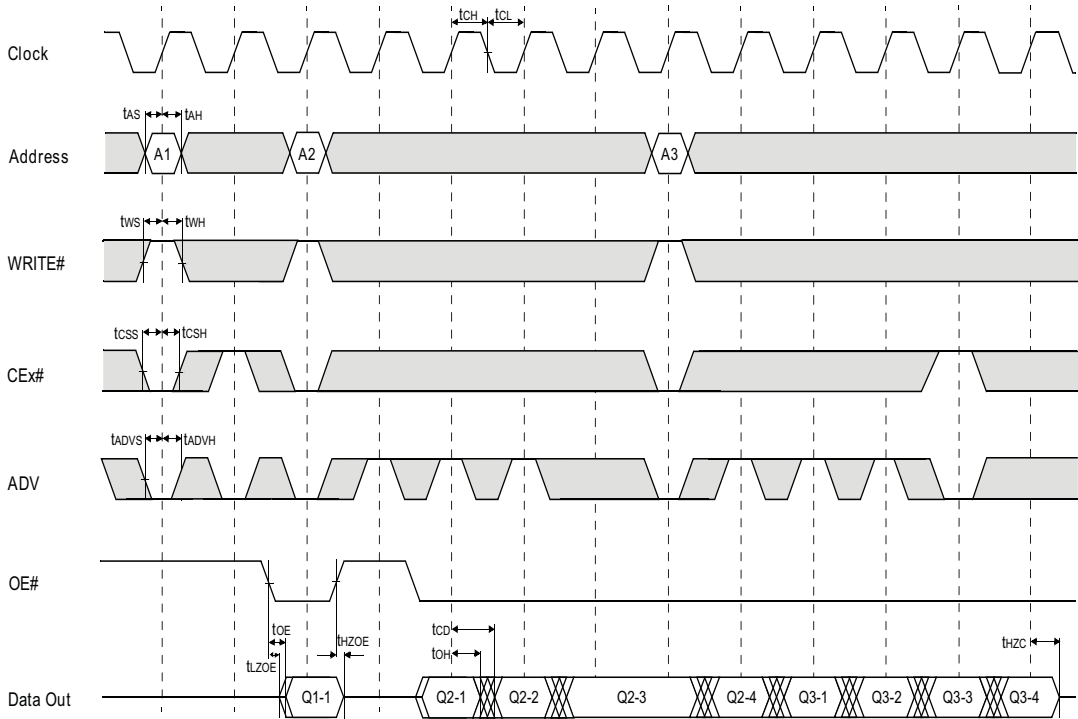 tCH tCL
Clock
tAS tAH
Address A1 A2 A3
tWS tWH
WRITE#
tCSS tCSH
CEx#
tADVS tADVH
ADV
OE#
tOE tHZOE tCD tHZC
tLZOE tOH
Data Out Q1-1 Q2-1 Q2-2 Q2-3 Q2-4 Q3-1 Q3-2 Q3-3 Q3-4